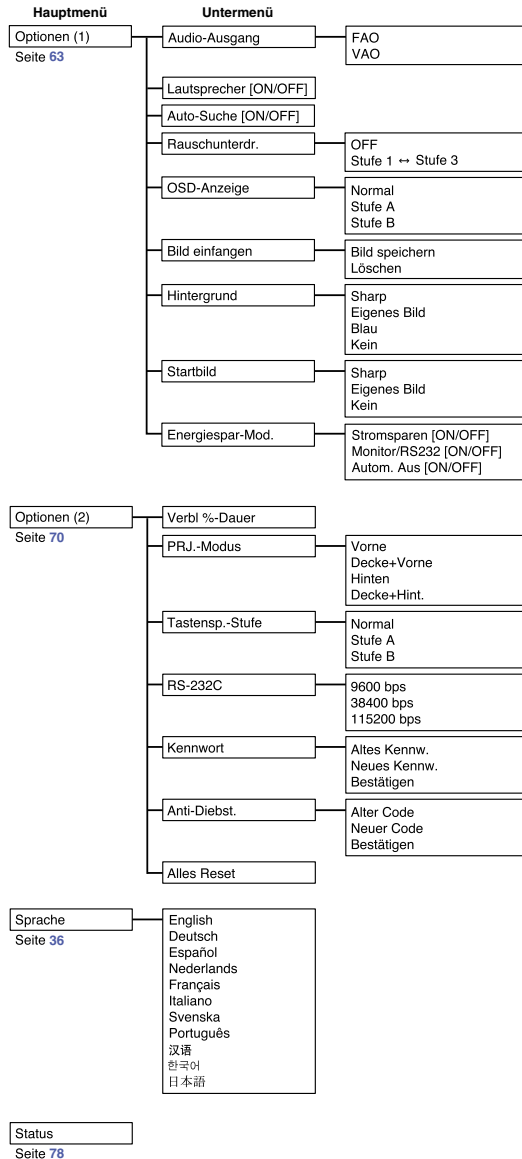 Hauptmenü Untermenü
Optionen (1) Audio-Ausgang FAO
Seite 63 VAO
Lautsprecher [ON/OFF]
Auto-Suche [ON/OFF]
Rauschunterdr. OFF
Stufe 1 ↔ Stufe 3
OSD-Anzeige Normal
Stufe A
Stufe B
Bild einfangen Bild speichern
Löschen
Hintergrund Sharp
Eigenes Bild
Blau
Kein
Startbild Sharp
Eigenes Bild
Kein
Energiespar-Mod. Stromsparen [ON/OFF]
Monitor/RS232 [ON/OFF]
Autom. Aus [ON/OFF]
Optionen (2) Verbl %-Dauer
Seite 70
PRJ.-Modus Vorne
Decke+Vorne
Hinten
Decke+Hint.
Tastensp.-Stufe Normal
Stufe A
Stufe B
RS-232C 9600 bps
38400 bps
115200 bps
Kennwort Altes Kennw.
Neues Kennw.
Bestätigen
Anti-Diebst. Alter Code
Neuer Code
Bestätigen
Alles Reset
Sprache English
Seite 36 Deutsch
Español
Nederlands
Français
Italiano
Svenska
Português
汉语
한국어
日本語
Status
Seite 78